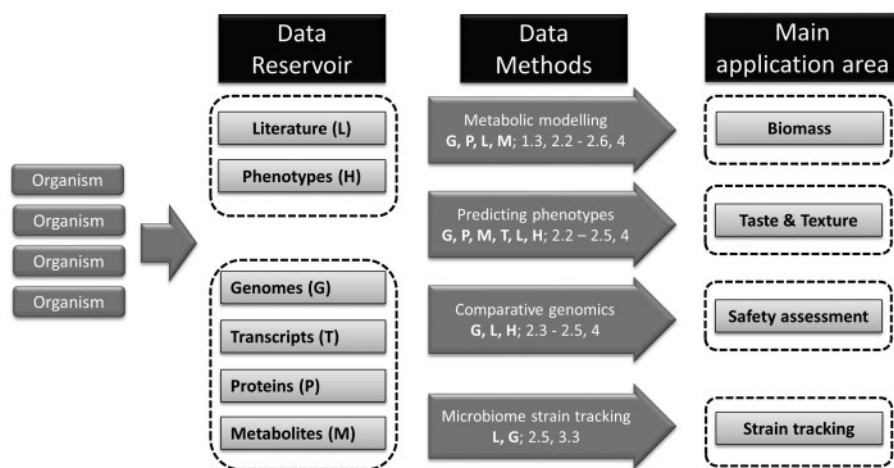 Data
Reservoir
Data
Methods
Main
application area
Organism
Organism
Organism
Organism
Literature (L)
Phenotypes (H)
Genomes (G)
Transcripts (T)
Proteins (P)
Metabolites (M)
Metabolic modelling
G, P, L, M; 1.3, 2.2 - 2.6, 4
Predicting phenotypes
G, P, M, T, L, H; 2.2 – 2.5, 4
Comparative genomics
G, L, H; 2.3 - 2.5, 4
Microbiome strain tracking
L, G; 2.5, 3.3
Biomass
Taste & Texture
Safety assessment
Strain tracking